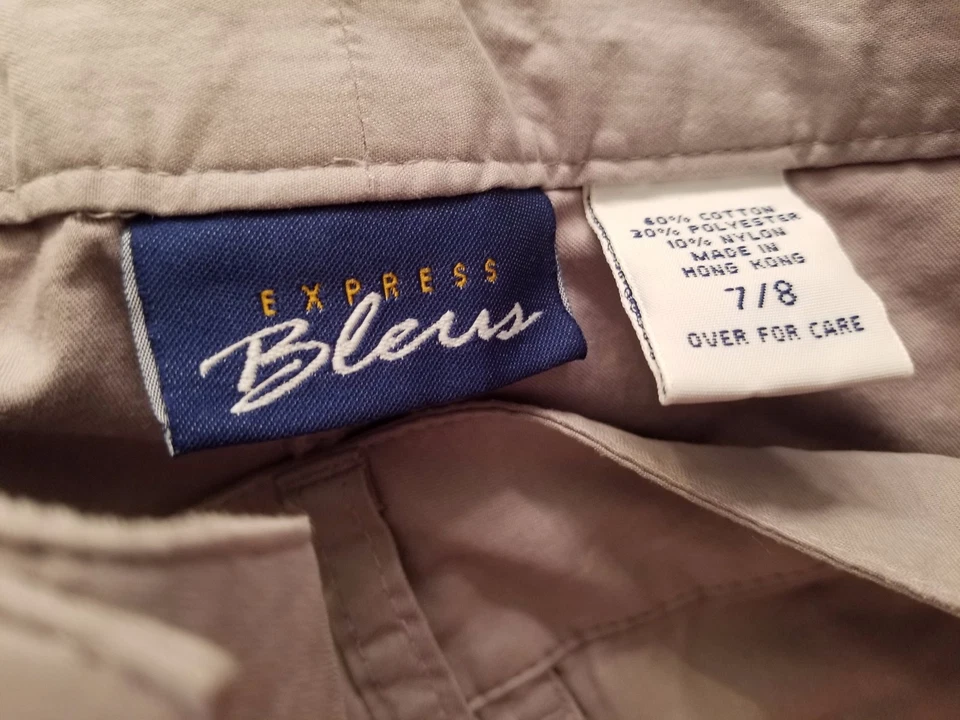 EXPRESS
Bleus
60% COTTON
30% POLYESTER
10% NYLON
MADE IN
HONG KONG
7/8
OVER FOR CARE